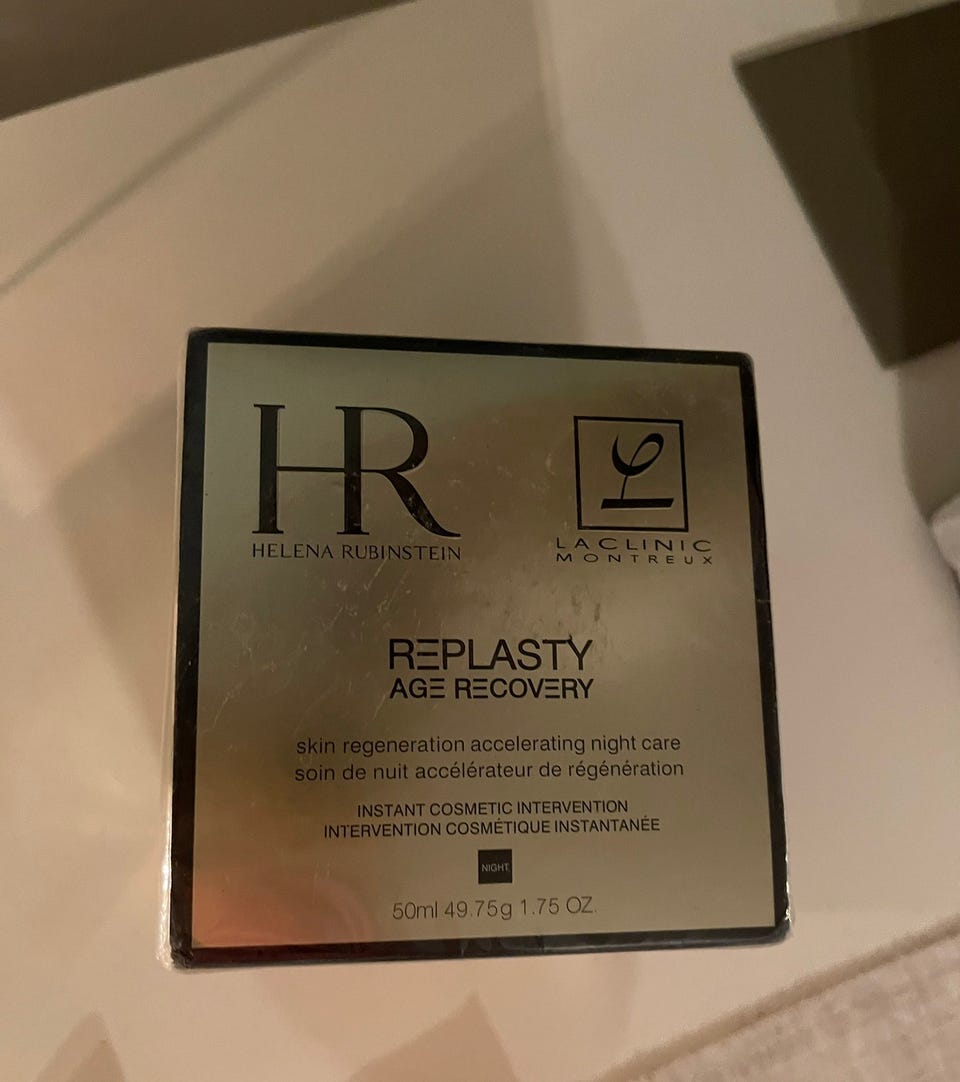 HR
HELENA RUBINSTEIN
LACLINIC
MONTREUX
REPLASTY
AGE RECOVERY
skin regeneration accelerating night care
soin de nuit accélérateur de régénération
INSTANT COSMETIC INTERVENTION
INTERVENTION COSMÉTIQUE INSTANTANÉE
NIGHT
50ml 49.75g 1.75 OZ.